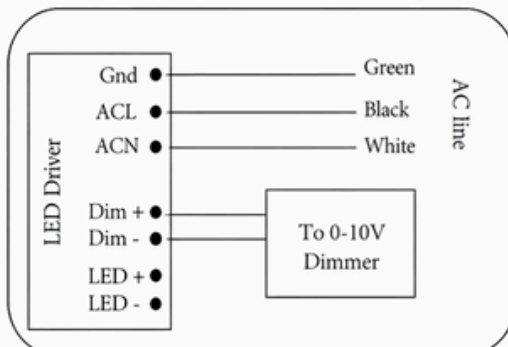 LED Driver
Gnd
ACL
ACN
Dim +
Dim -
LED +
LED -
Green
Black
White
AC line
To 0-10V
Dimmer